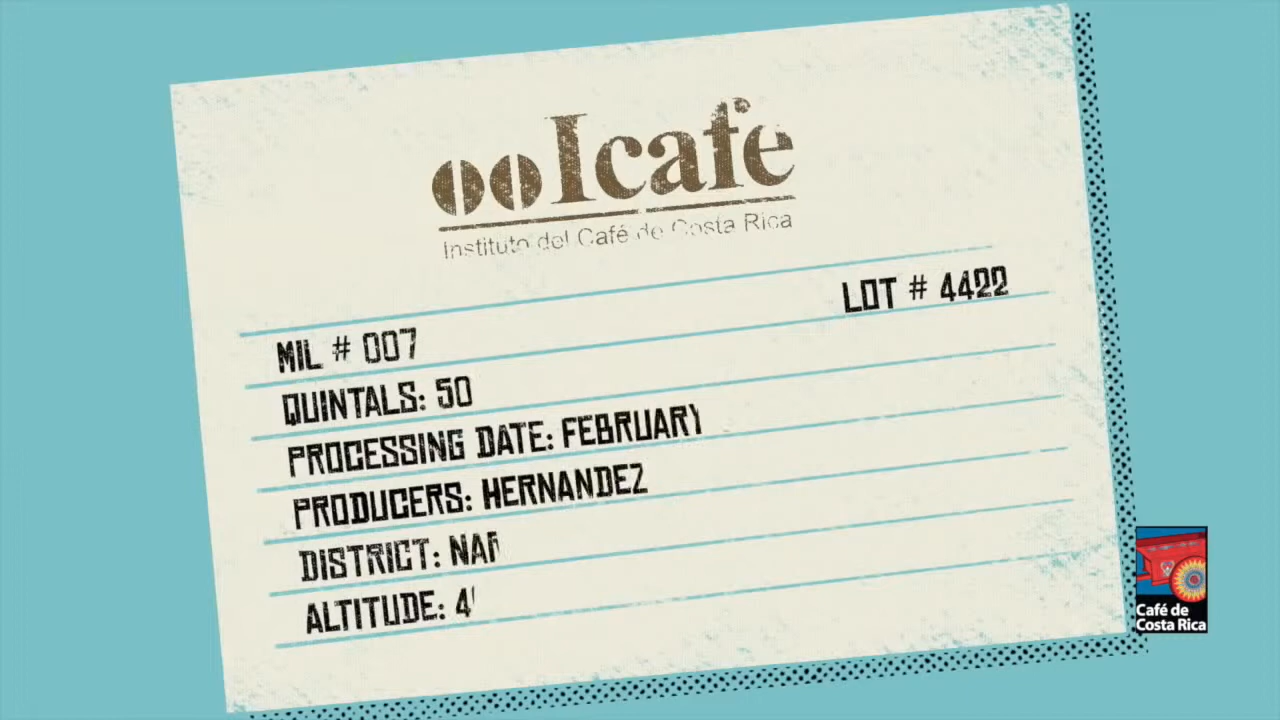 Icafe
Instituto del Café de Costa Rica
LOT # 4422
MIL # 007
QUINTALS: 50
PROCESSING DATE: FEBRUARY
PRODUCERS: HERNANDEZ
DISTRICT:
ALTITUDE: 4
Café de
Costa Rica